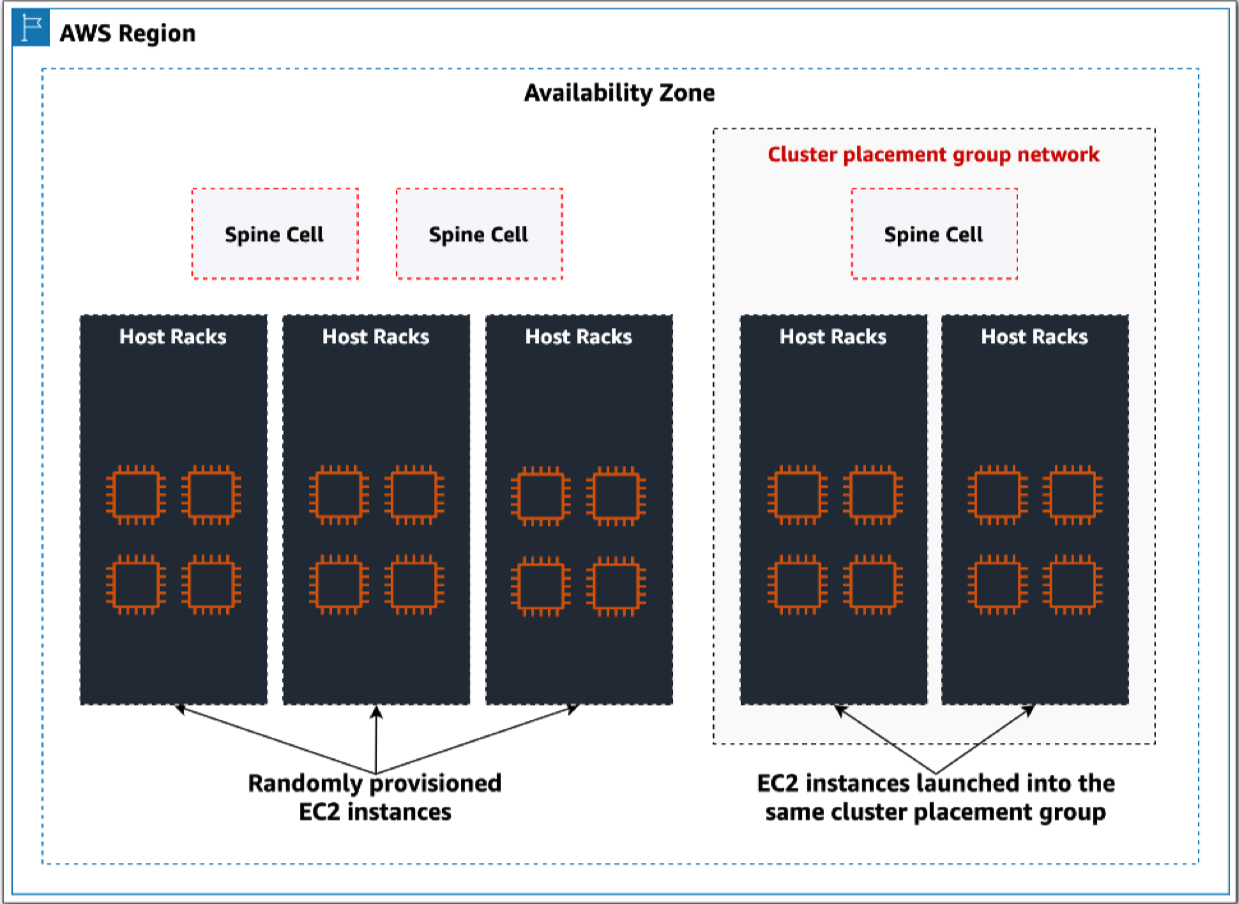 AWS Region
Availability Zone
Cluster placement group network
Spine Cell
Spine Cell
Spine Cell
Host Racks
Host Racks
Host Racks
Host Racks
Host Racks
Randomly provisioned
EC2 instances
EC2 instances launched into the
same cluster placement group